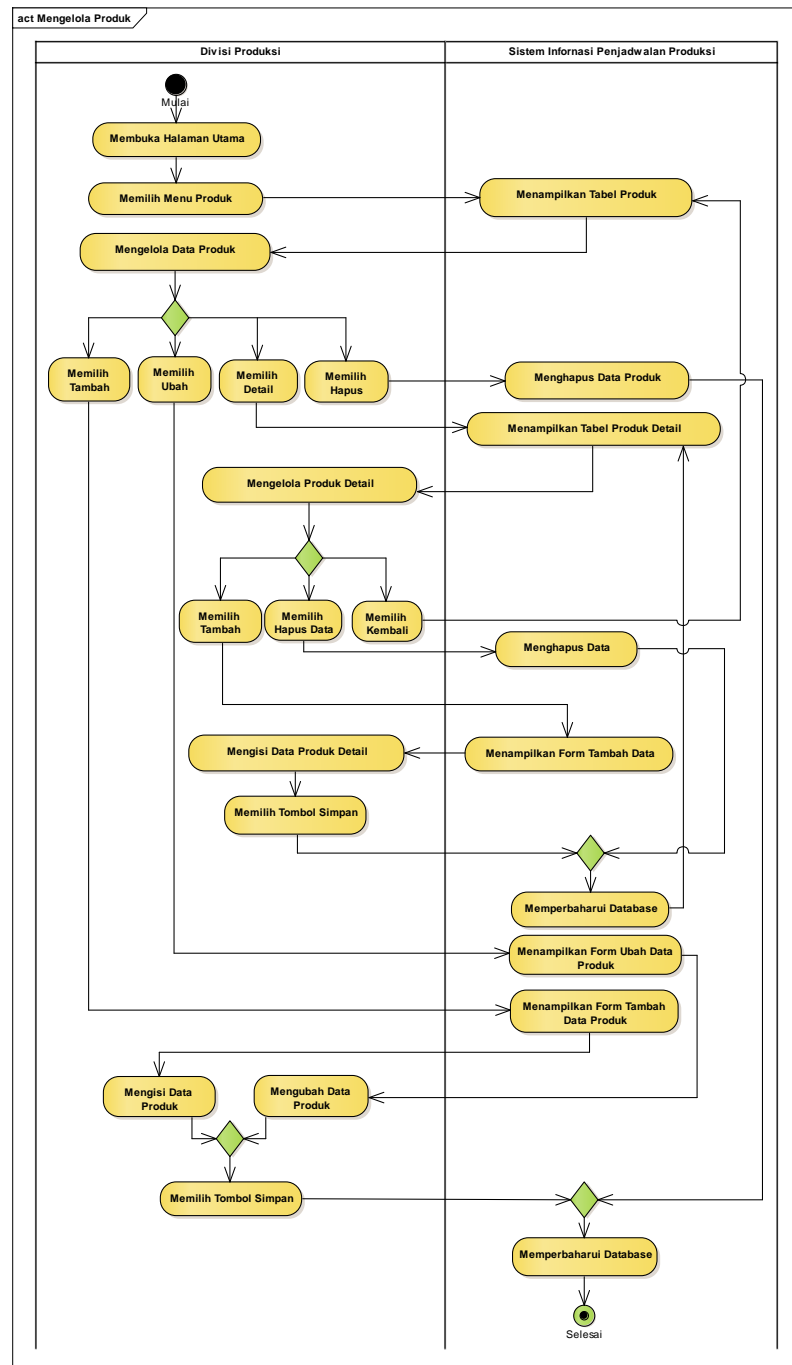 act Mengelola Produk
Divisi Produksi
Sistem Infornasi Penjadwalan Produksi
Mulai
Membuka Halaman Utama
Memilih Menu Produk
Menampilkan Tabel Produk
Mengelola Data Produk
Memilih
Tambah
Memilih
Ubah
Memilih
Detail
Memilih
Hapus
Menghapus Data Produk
Menampilkan Tabel Produk Detail
Mengelola Produk Detail
Memilih
Tambah
Memilih
Hapus Data
Memilih
Kembali
Menghapus Data
Mengisi Data Produk Detail
Menampilkan Form Tambah Data
Memilih Tombol Simpan
Memperbaharui Database
Menampilkan Form Ubah Data
Produk
Menampilkan Form Tambah
Data Produk
Mengisi Data
Produk
Mengubah Data
Produk
Memilih Tombol Simpan
Memperbaharui Database
Selesai